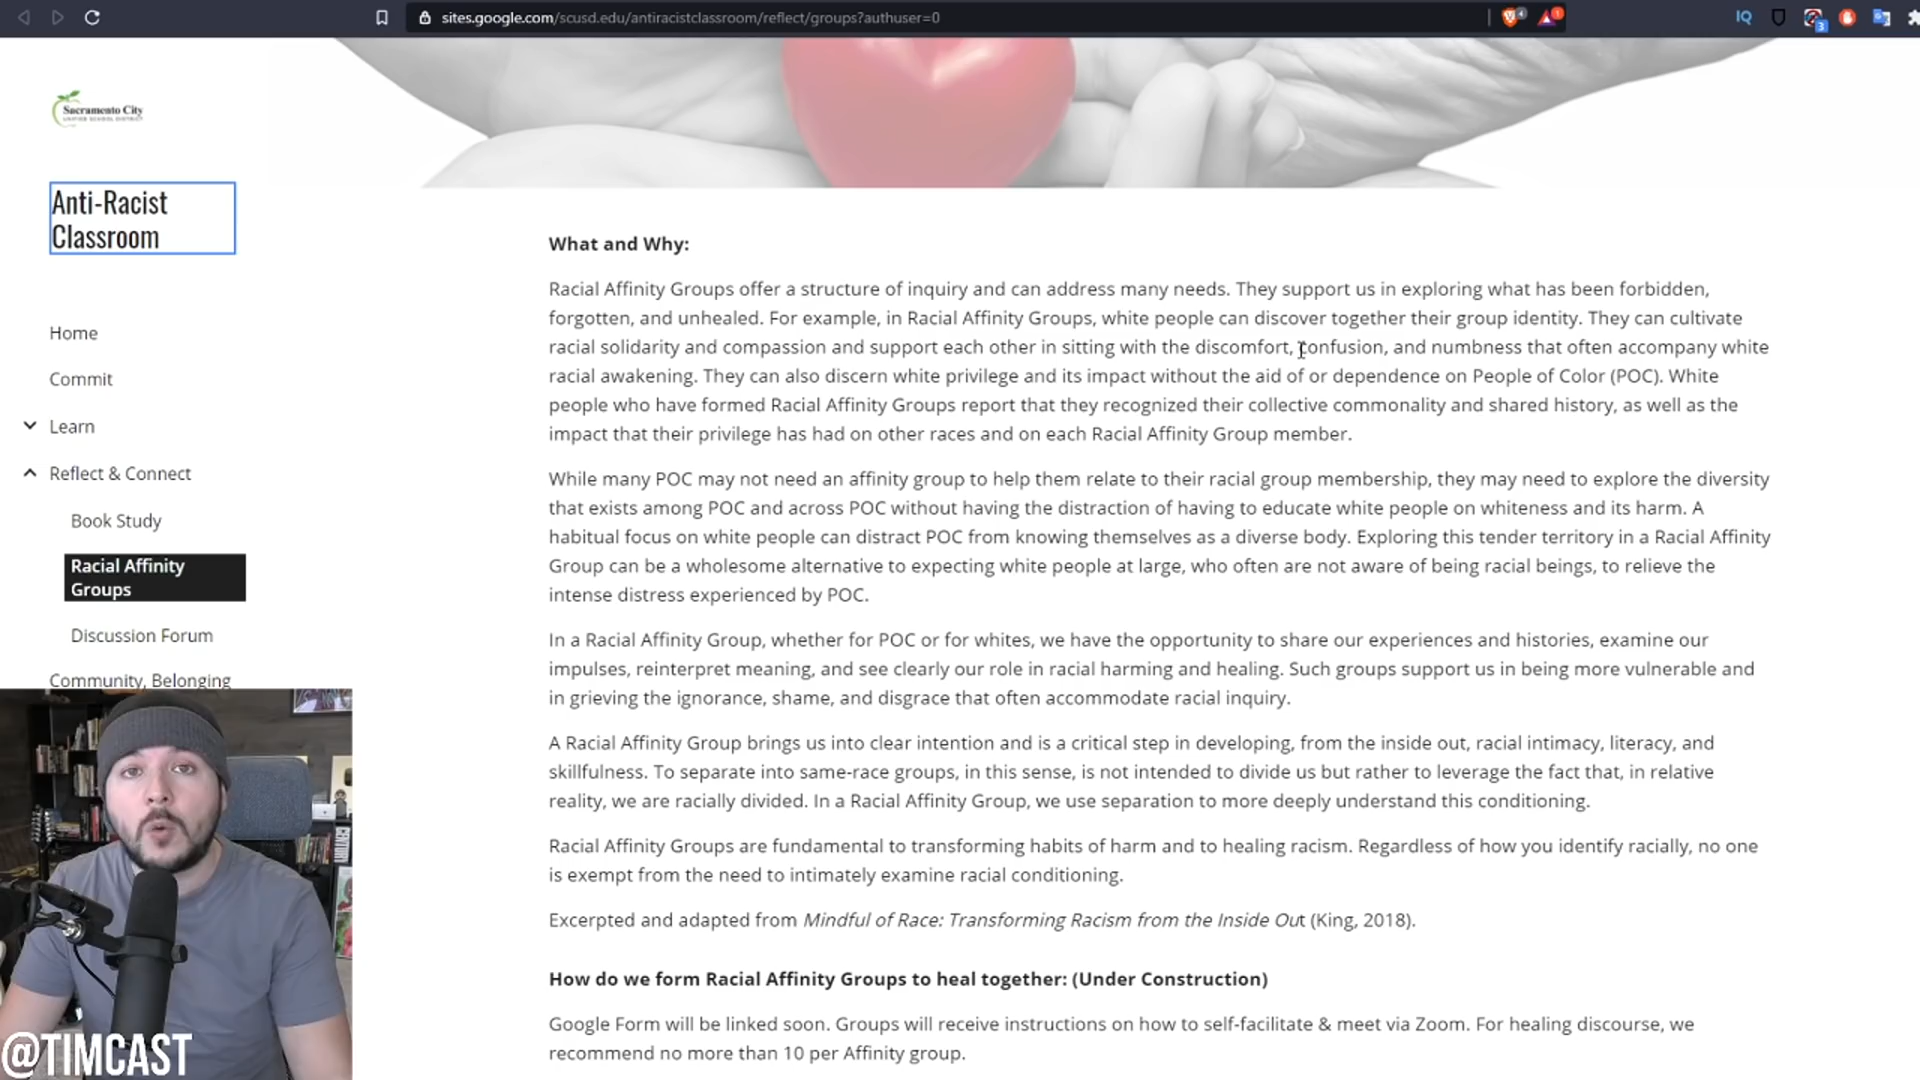 sites.google.com/scusd.edu/antiracistclassroom/reflect/groups?authuser=0
Sacramento City
UNIFIED SCHOOL DISTRICT
Anti-Racist
Classroom
Home
Commit
Learn
Reflect & Connect
Book Study
Racial Affinity
Groups
Discussion Forum
Community, Belonging
What and Why:
Racial Affinity Groups offer a structure of inquiry and can address many needs. They support us in exploring what has been forbidden,
forgotten, and unhealed. For example, in Racial Affinity Groups, white people can discover together their group identity. They can cultivate
racial solidarity and compassion and support each other in sitting with the discomfort, confusion, and numbness that often accompany white
racial awakening. They can also discern white privilege and its impact without the aid of or dependence on People of Color (POC). White
people who have formed Racial Affinity Groups report that they recognized their collective commonality and shared history, as well as the
impact that their privilege has had on other races and on each Racial Affinity Group member.
While many POC may not need an affinity group to help them relate to their racial group membership, they may need to explore the diversity
that exists among POC and across POC without having the distraction of having to educate white people on whiteness and its harm. A
habitual focus on white people can distract POC from knowing themselves as a diverse body. Exploring this tender territory in a Racial Affinity
Group can be a wholesome alternative to expecting white people at large, who often are not aware of being racial beings, to relieve the
intense distress experienced by POC.
In a Racial Affinity Group, whether for POC or for whites, we have the opportunity to share our experiences and histories, examine our
impulses, reinterpret meaning, and see clearly our role in racial harming and healing. Such groups support us in being more vulnerable and
in grieving the ignorance, shame, and disgrace that often accommodate racial inquiry.
A Racial Affinity Group brings us into clear intention and is a critical step in developing, from the inside out, racial intimacy, literacy, and
skillfulness. To separate into same-race groups, in this sense, is not intended to divide us but rather to leverage the fact that, in relative
reality, we are racially divided. In a Racial Affinity Group, we use separation to more deeply understand this conditioning.
Racial Affinity Groups are fundamental to transforming habits of harm and to healing racism. Regardless of how you identify racially, no one
is exempt from the need to intimately examine racial conditioning.
Excerpted and adapted from Mindful of Race: Transforming Racism from the Inside Out (King, 2018).
How do we form Racial Affinity Groups to heal together: (Under Construction)
Google Form will be linked soon. Groups will receive instructions on how to self-facilitate & meet via Zoom. For healing discourse, we
recommend no more than 10 per Affinity group.
@TIMCAST